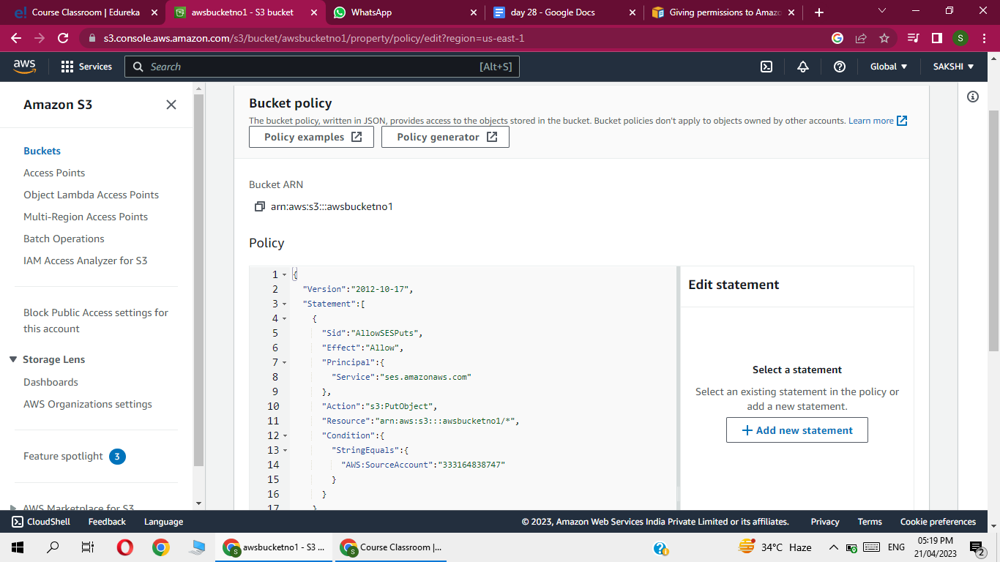 Course Classroom | Edureka
awsbucketno1 - S3 bucket
WhatsApp
day 28 - Google Docs
Giving permissions to Amazo
s3.console.aws.amazon.com/s3/bucket/awsbucketno1/property/policy/edit?region=us-east-1
S
aws
Services
Search
[Alt+S]
Global
SAKSHI
Amazon S3
Buckets
Access Points
Object Lambda Access Points
Multi-Region Access Points
Batch Operations
IAM Access Analyzer for S3
Block Public Access settings for
this account
Storage Lens
Dashboards
AWS Organizations settings
Feature spotlight 3
AWS Marketplace for S3
Bucket policy
The bucket policy, written in JSON, provides access to the objects stored in the bucket. Bucket policies don't apply to objects owned by other accounts. Learn more
Policy examples
Policy generator
Bucket ARN
arn:aws:s3:::awsbucketno1
Policy
1 {
2 "Version":"2012-10-17",
3 "Statement":[
4 {
5 "Sid":"AllowSESPuts",
6 "Effect":"Allow",
7 "Principal":{
8 "Service":"ses.amazonaws.com"
9 },
10 "Action":"s3:PutObject",
11 "Resource":"arn:aws:s3:::awsbucketno1/*",
12 "Condition":{
13 "StringEquals":{
14 "AWS:SourceAccount":"333164838747"
15 }
16 }
17 }
Edit statement
Select a statement
Select an existing statement in the policy or
add a new statement.
+ Add new statement
CloudShell
Feedback
Language
© 2023, Amazon Web Services India Private Limited or its affiliates.
Privacy
Terms
Cookie preferences
awsbucketno1 - S3 ...
Course Classroom |...
34°C Haze
ENG
05:19 PM
21/04/2023
2